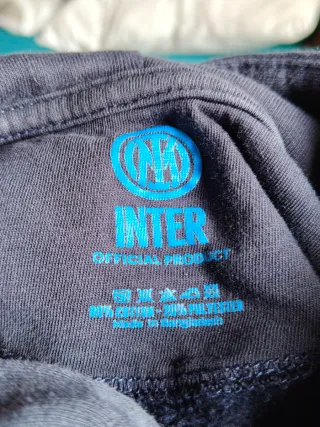 IM
INTER
OFFICIAL PRODUCT
80% COTTON - 20% POLYESTER
Made in Bangladesh